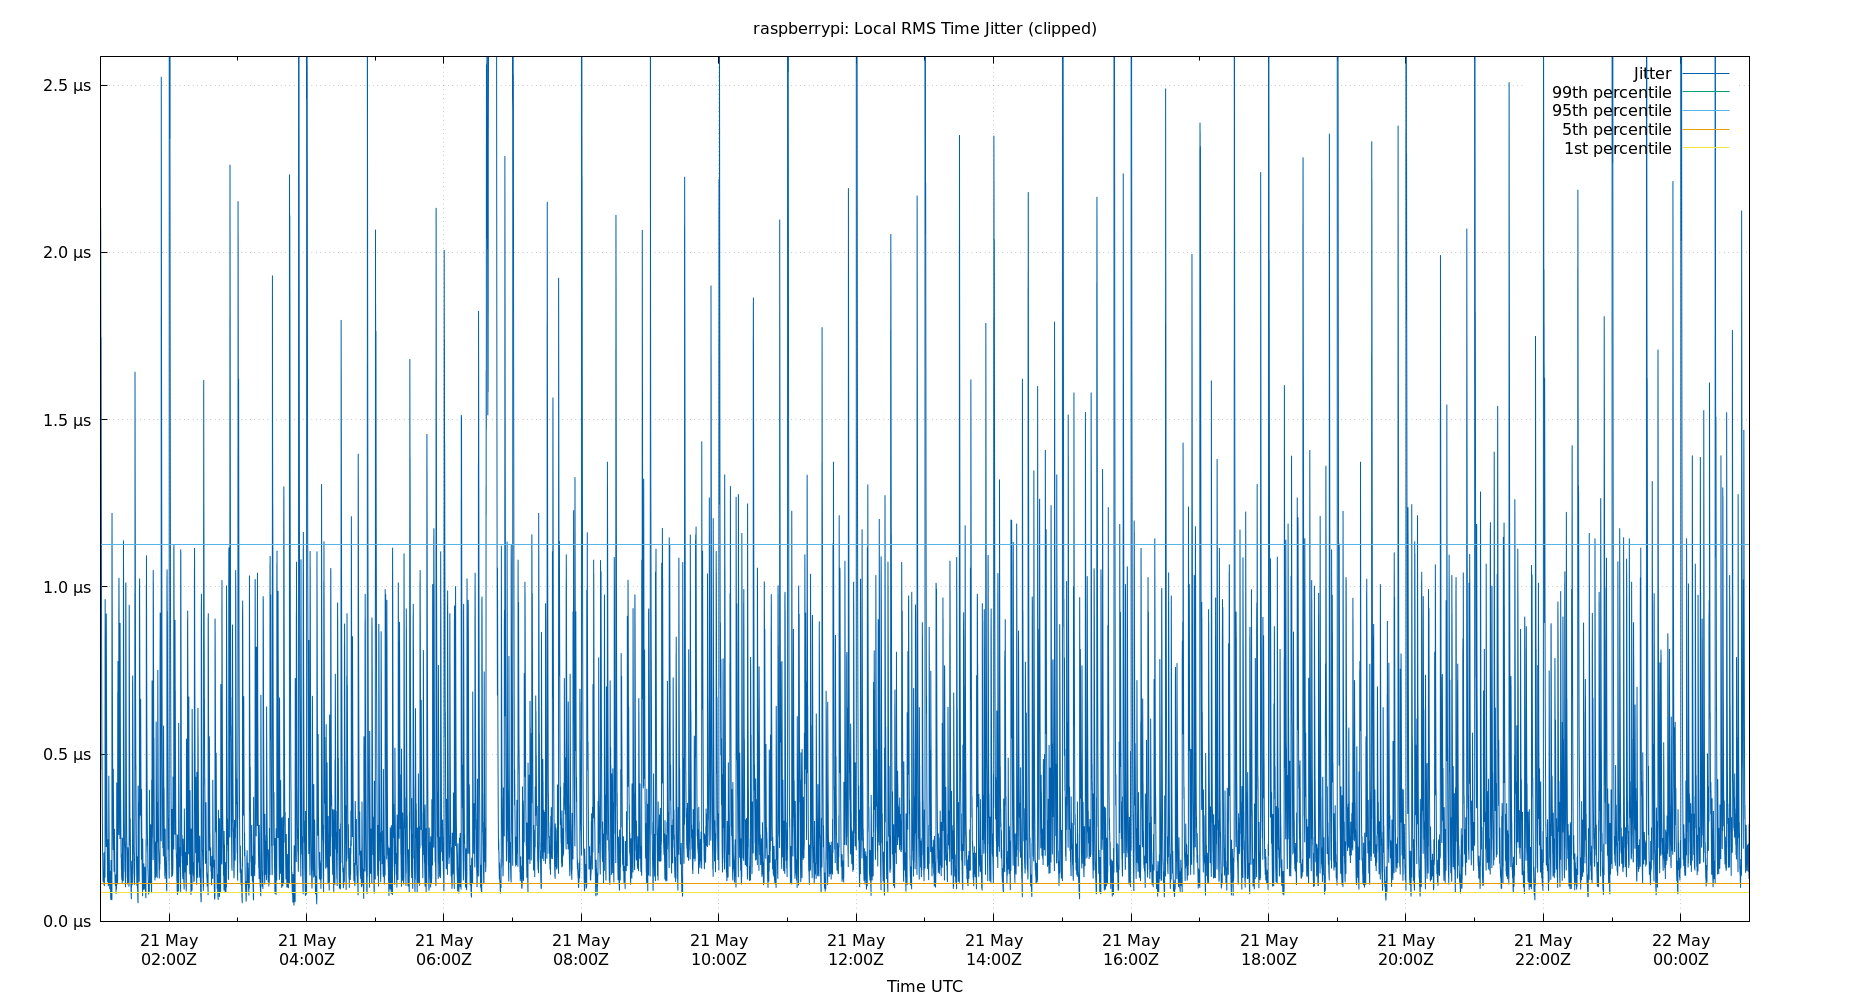 raspberrypi: Local RMS Time Jitter (clipped)
2.5 μs
2.0 μs
1.5 μs
1.0 μs
0.5 μs
0.0 μs
Jitter
99th percentile
95th percentile
5th percentile
1st percentile
21 May 21 May 21 May 21 May 21 May 21 May 21 May 21 May 21 May 21 May 21 May 22 May
02:00Z 04:00Z 06:00Z 08:00Z 10:00Z 12:00Z 14:00Z 16:00Z 18:00Z 20:00Z 22:00Z 00:00Z
Time UTC